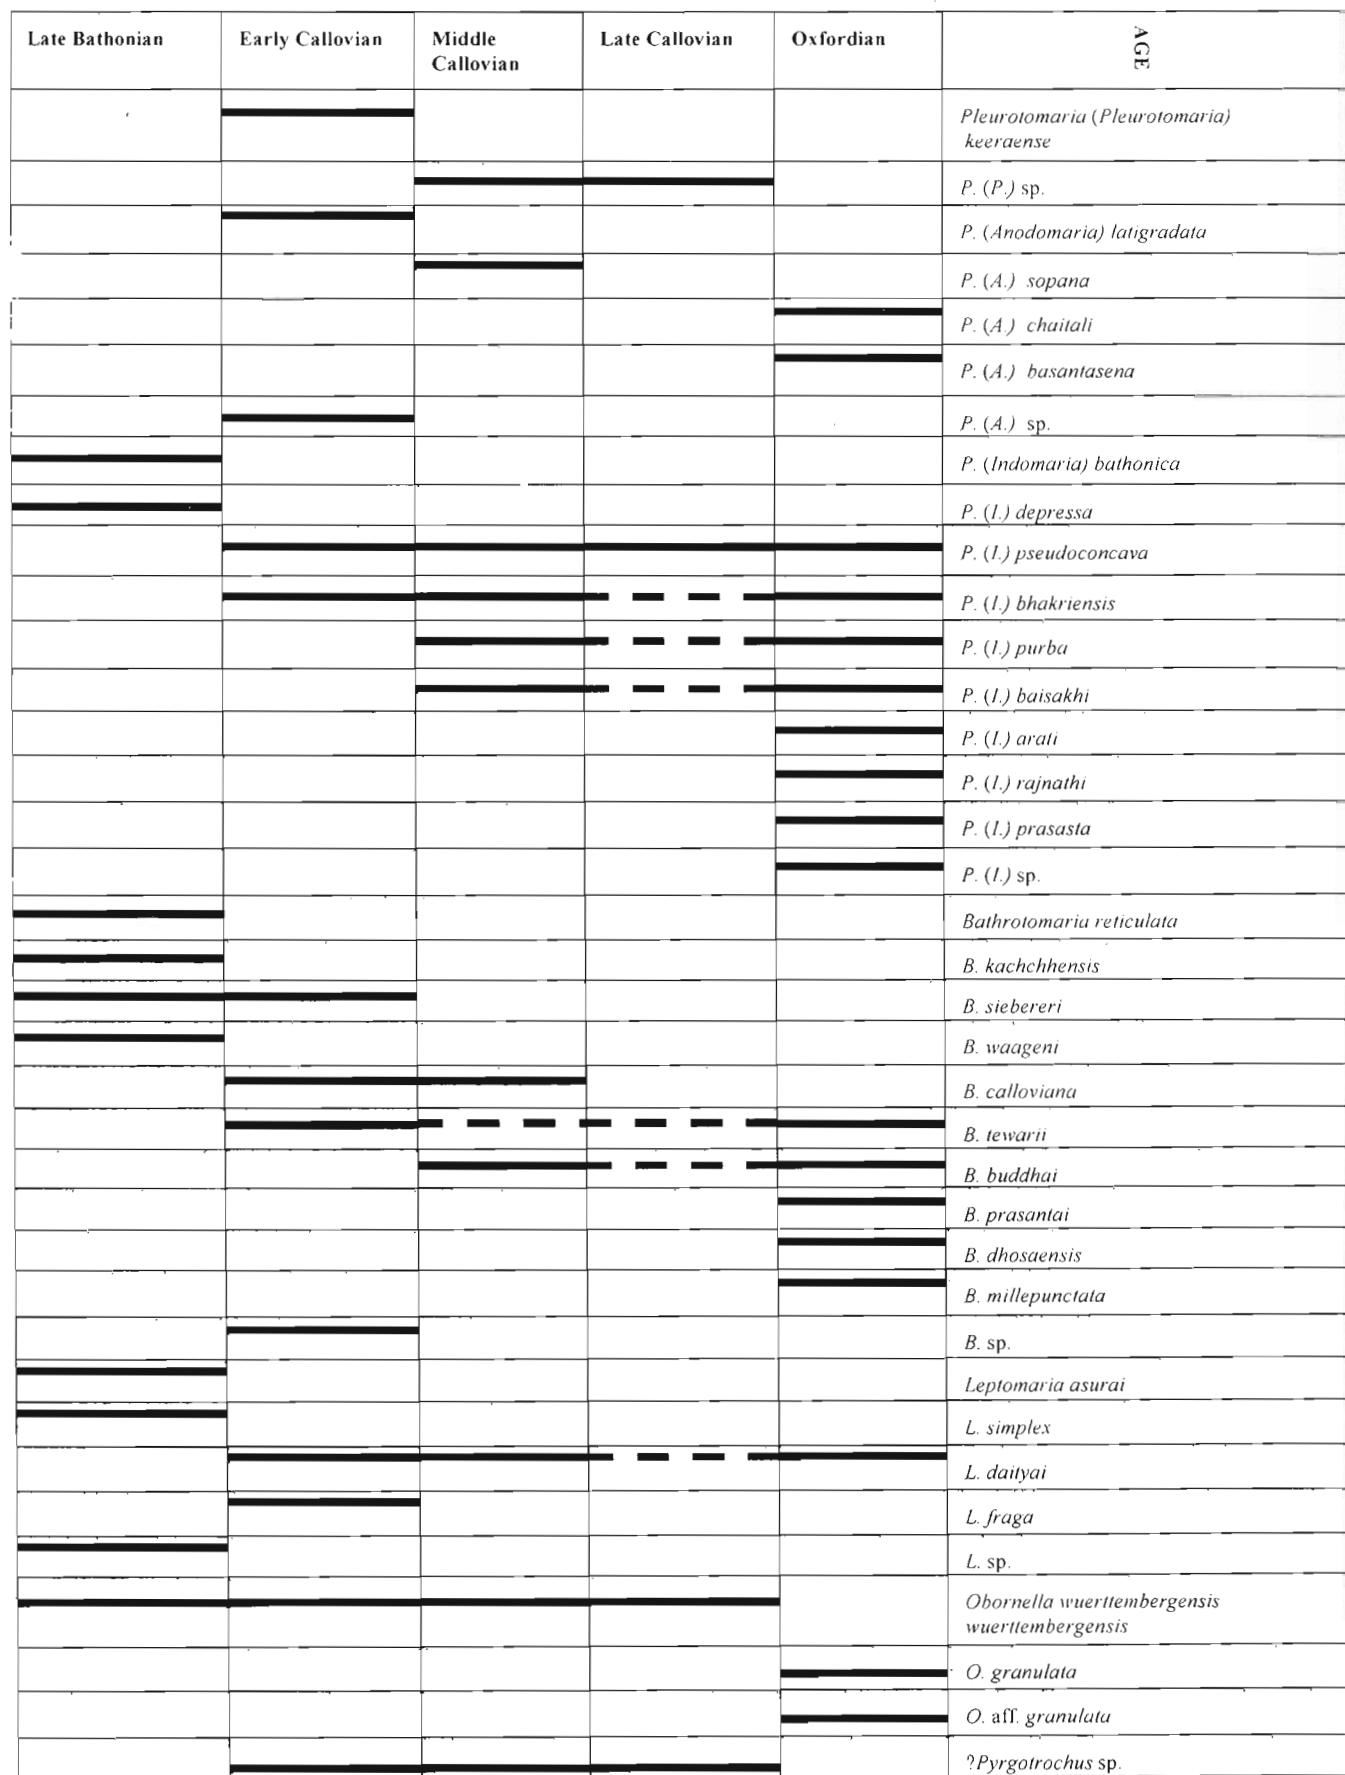 Late Bathonian
Early Callovian
Middle
Callovian
Late Callovian
Oxfordian
AGE
Pleurotomaria (Pleurotomaria)
keeraense
P. (P.) sp.
P. (Anodomaria) latigradata
P. (A.) sopana
P. (A.) chaitali
P. (A.) basantasena
P. (A.) sp.
P. (Indomaria) bathonica
P. (I.) depressa
P. (I.) pseudoconcava
P. (I.) bhakriensis
P. (I.) purba
P. (I.) baisakhi
P. (I.) arati
P. (I.) rajnathi
P. (I.) prasasta
P. (I.) sp.
Bathrotomaria reticulata
B. kachchhensis
B. siebereri
B. waageni
B. calloviana
B. tewarii
B. buddhai
B. prasantai
B. dhosaensis
B. millepunctata
B. sp.
Leptomaria asurai
L. simplex
L. daityai
L. fraga
L. sp.
Obornella wuerttembergensis
wuerttembergensis
O. granulata
O. aff. granulata
?Pyrgotrochus sp.